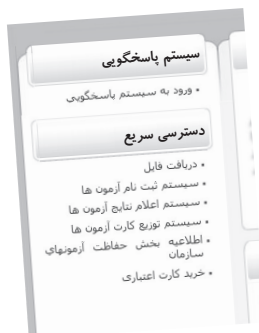 سیستم پاسخگویی
ورود به سیستم پاسخگویی
دسترسی سریع
دریافت فایل
سیستم ثبت نام آزمون ها
سیستم اعلام نتایج آزمون ها
سیستم توزیع کارت آزمون ها
اطلاعیه بخش حفاظت آزمونهای
سازمان
خرید کارت اعتباری